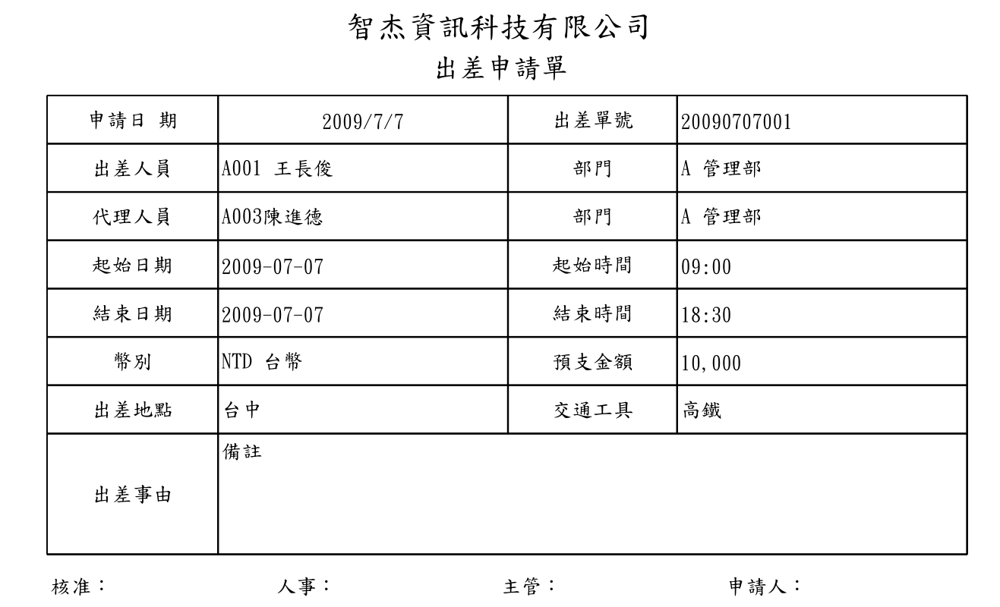 智杰資訊科技有限公司
出差申請單
申請日 期 2009/7/7 出差單號 20090707001
出差人員 A001 王長俊 部門 A 管理部
代理人員 A003陳進德 部門 A 管理部
起始日期 2009-07-07 起始時間 09:00
結束日期 2009-07-07 結束時間 18:30
幣別 NTD 台幣 預支金額 10,000
出差地點 台中 交通工具 高鐵
備註
出差事由
核准： 人事： 主管： 申請人：